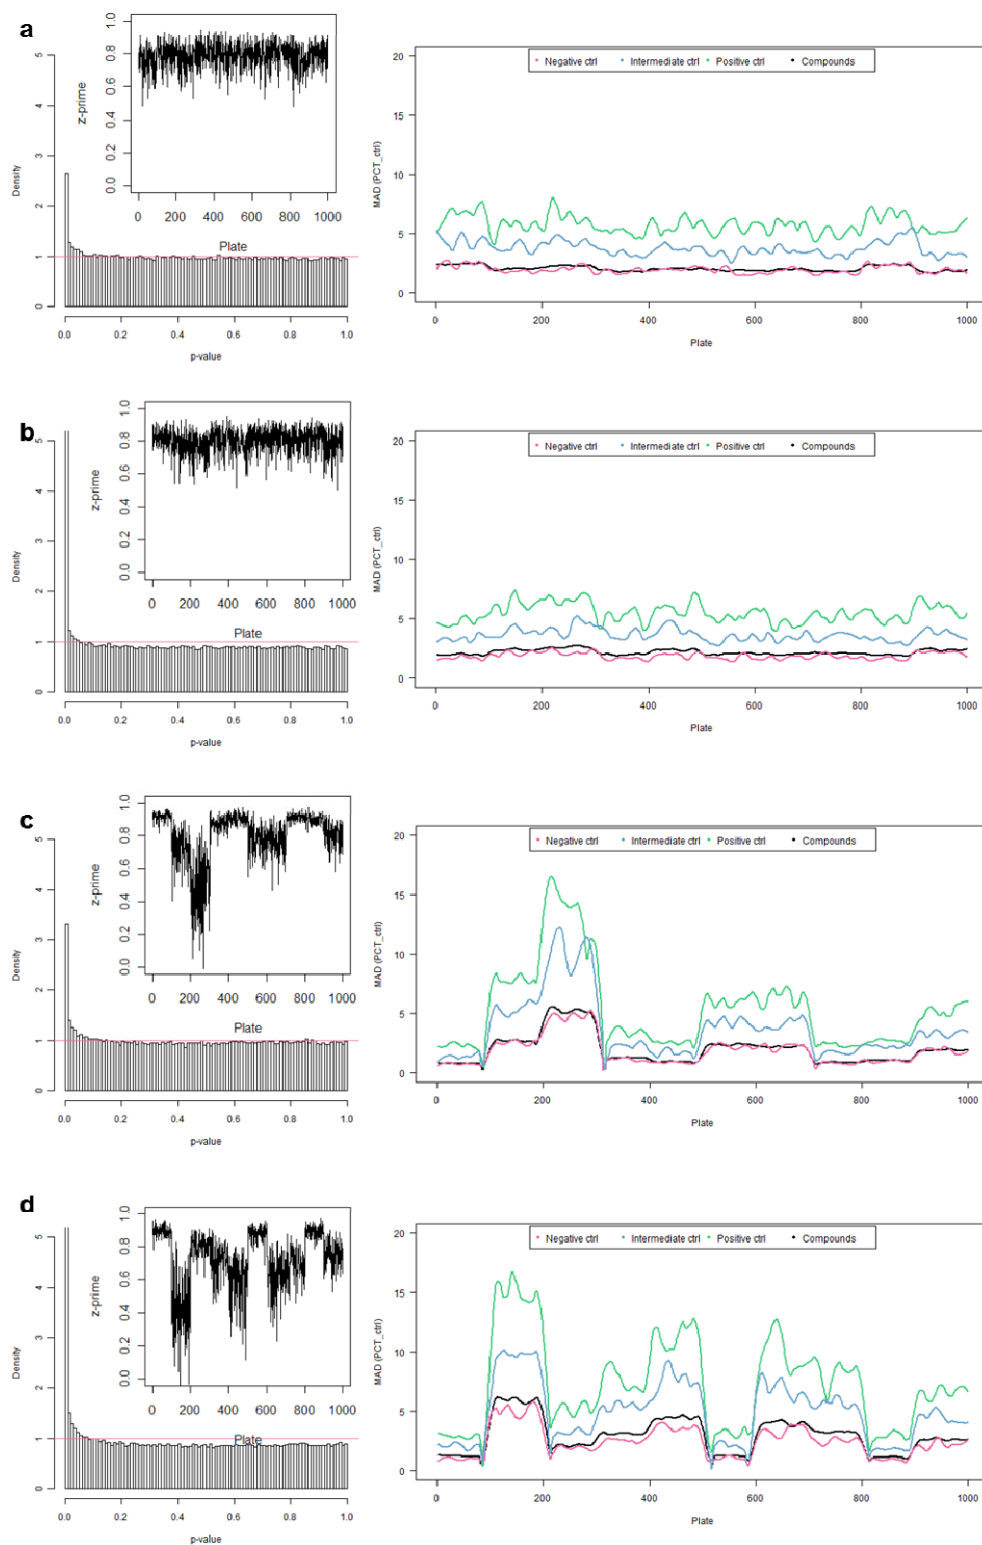 a
1.0
0.8
0.6
0.4
0.2
0.0
z-prime
0 200 400 600 800 1000
Plate
5
4
3
2
1
0
Density
0.0 0.2 0.4 0.6 0.8 1.0
p-value
Negative ctrl Intermediate ctrl Positive ctrl Compounds
20
15
10
5
0
MAD (PCT_ctrl)
0 200 400 600 800 1000
Plate
b
1.0
0.8
0.6
0.4
0.2
0.0
z-prime
0 200 400 600 800 1000
Plate
5
4
3
2
1
0
Density
0.0 0.2 0.4 0.6 0.8 1.0
p-value
Negative ctrl Intermediate ctrl Positive ctrl Compounds
20
15
10
5
0
MAD (PCT_ctrl)
0 200 400 600 800 1000
Plate
c
1.0
0.8
0.6
0.4
0.2
0.0
z-prime
0 200 400 600 800 1000
Plate
5
4
3
2
1
0
Density
0.0 0.2 0.4 0.6 0.8 1.0
p-value
Negative ctrl Intermediate ctrl Positive ctrl Compounds
20
15
10
5
0
MAD (PCT_ctrl)
0 200 400 600 800 1000
Plate
d
1.0
0.8
0.6
0.4
0.2
0.0
z-prime
0 200 400 600 800 1000
Plate
5
4
3
2
1
0
Density
0.0 0.2 0.4 0.6 0.8 1.0
p-value
Negative ctrl Intermediate ctrl Positive ctrl Compounds
20
15
10
5
0
MAD (PCT_ctrl)
0 200 400 600 800 1000
Plate